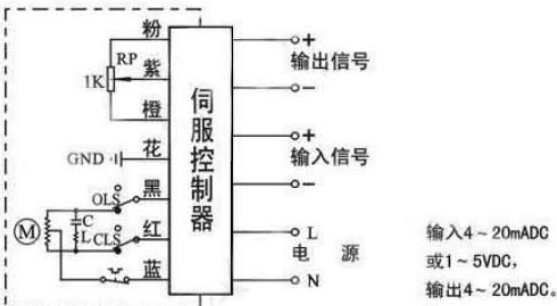 粉
RP
紫
1K
橙
花
GND
黑
OLS
C
L
CLS
红
M
蓝
伺服控制器
+
输出信号
−
+
输入信号
−
L
电 源
N
输入4~20mADC
或1~5VDC,
输出4~20mADC。